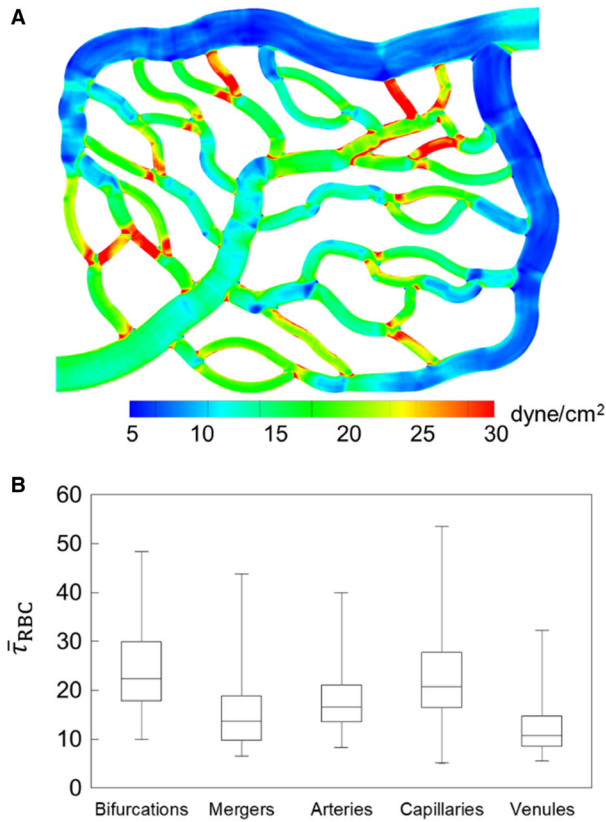 A
dyne/cm²
5 10 15 20 25 30
B
60
50
40
30
20
10
0
τ̄RBC
Bifurcations Mergers Arteries Capillaries Venules